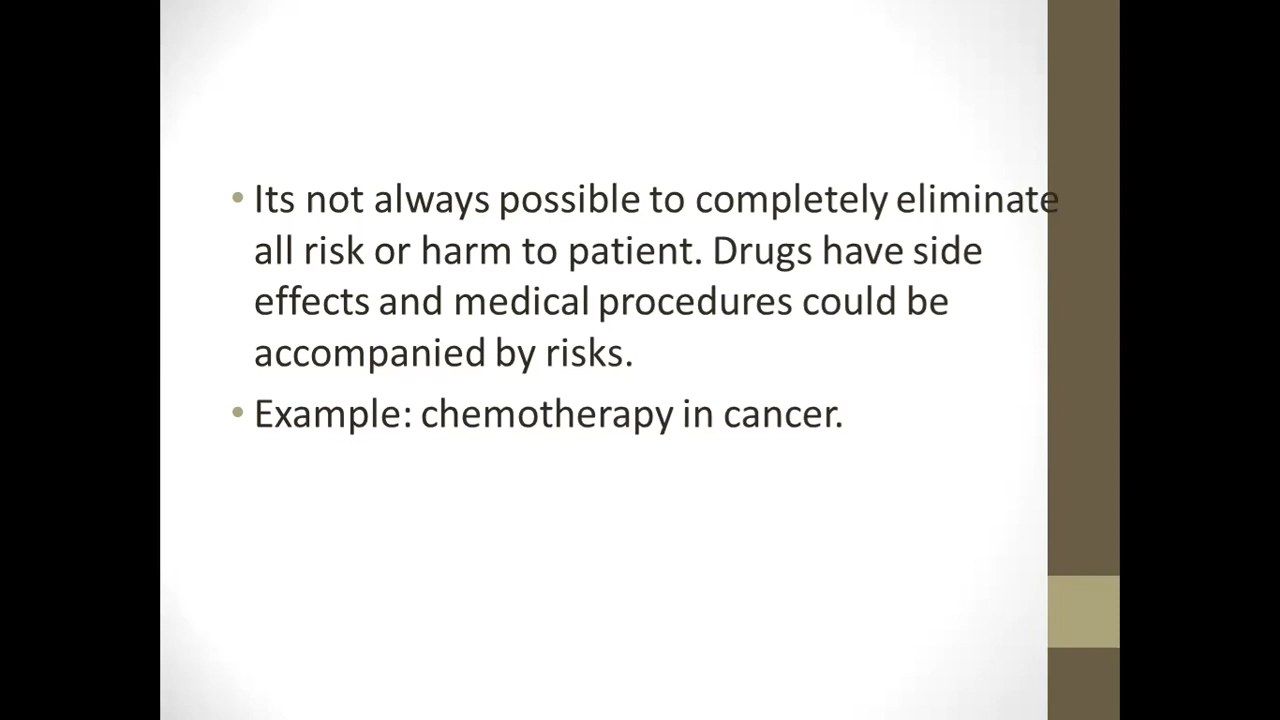 • Its not always possible to completely eliminate
all risk or harm to patient. Drugs have side
effects and medical procedures could be
accompanied by risks.
• Example: chemotherapy in cancer.